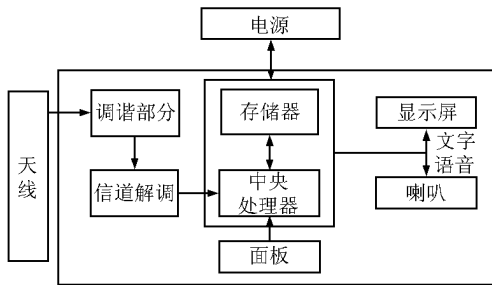 电源
天线
调谐部分
信道解调
存储器
中央
处理器
面板
显示屏
文字
语音
喇叭